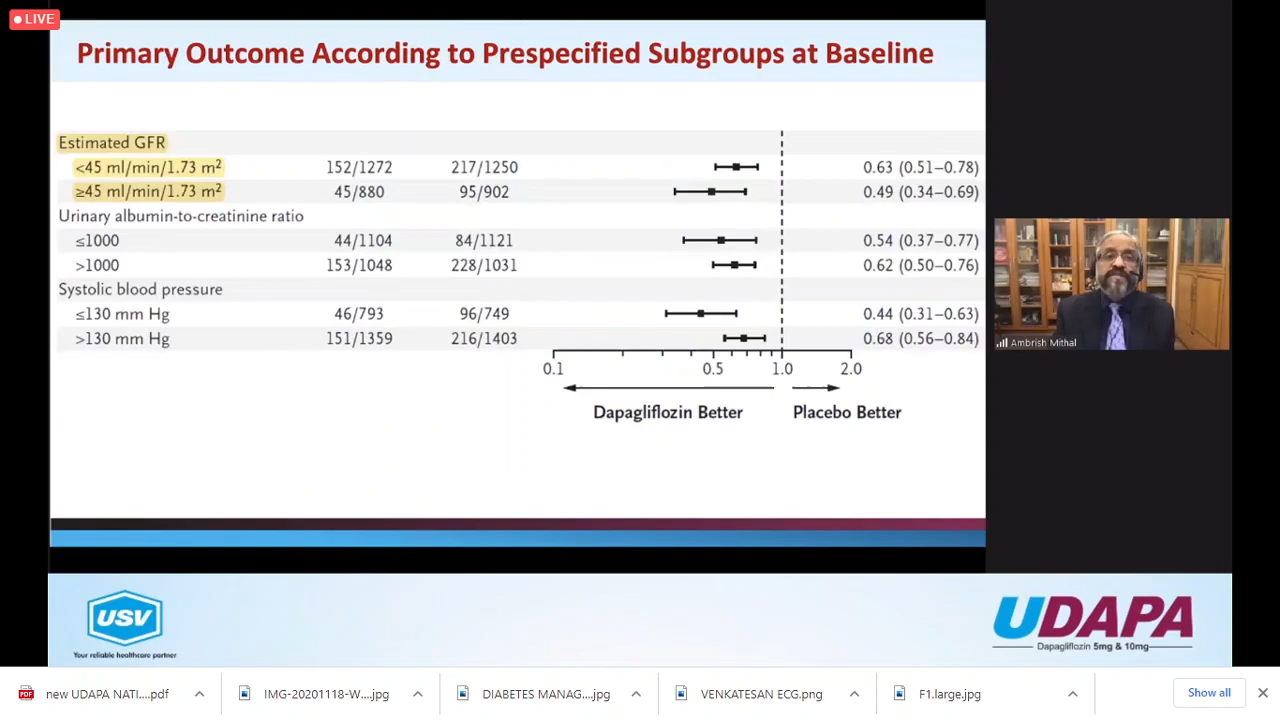 LIVE
Primary Outcome According to Prespecified Subgroups at Baseline
Estimated GFR
<45 ml/min/1.73 m² 152/1272 217/1250 0.63 (0.51–0.78)
≥45 ml/min/1.73 m² 45/880 95/902 0.49 (0.34–0.69)
Urinary albumin-to-creatinine ratio
≤1000 44/1104 84/1121 0.54 (0.37–0.77)
>1000 153/1048 228/1031 0.62 (0.50–0.76)
Systolic blood pressure
≤130 mm Hg 46/793 96/749 0.44 (0.31–0.63)
>130 mm Hg 151/1359 216/1403 0.68 (0.56–0.84)
0.1 0.5 1.0 2.0
Dapagliflozin Better Placebo Better
Ambrish Mithal
USV
Your reliable healthcare partner
UDAPA
Dapagliflozin 5mg & 10mg
PDF new UDAPA NATI....pdf IMG-20201118-W....jpg DIABETES MANAG....jpg VENKATESAN ECG.png F1.large.jpg Show all